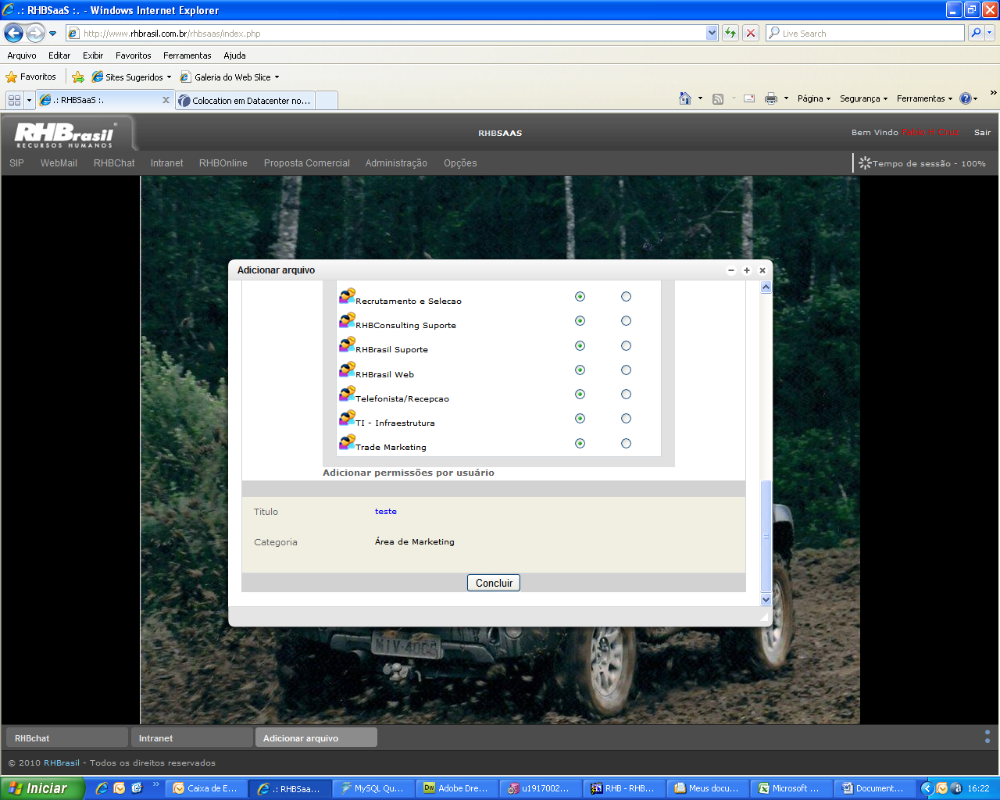 .: RHBSaaS :. - Windows Internet Explorer
http://www.rhbrasil.com.br/rhbsaas/index.php
Live Search
Arquivo Editar Exibir Favoritos Ferramentas Ajuda
Favoritos Sites Sugeridos Galeria do Web Slice
.: RHBSaaS :. Colocation em Datacenter no... Página Segurança Ferramentas
RHBrasil
RECURSOS HUMANOS
RHBSAAS
Bem Vindo Fabio H Cruz Sair
SIP WebMail RHBChat Intranet RHBOnline Proposta Comercial Administração Opções
Tempo de sessão - 100%
Adicionar arquivo
Recrutamento e Selecao
RHBConsulting Suporte
RHBrasil Suporte
RHBrasil Web
Telefonista/Recepcao
TI - Infraestrutura
Trade Marketing
Adicionar permissões por usuário
Titulo teste
Categoria Área de Marketing
Concluir
RHBchat Intranet Adicionar arquivo
© 2010 RHBrasil - Todos os direitos reservados
Iniciar Caixa de E... .: RHBSaa... MySQL Qu... Adobe Dre... u1917002... RHB - RHB... Meus docu... Microsoft ... Document... 16:22